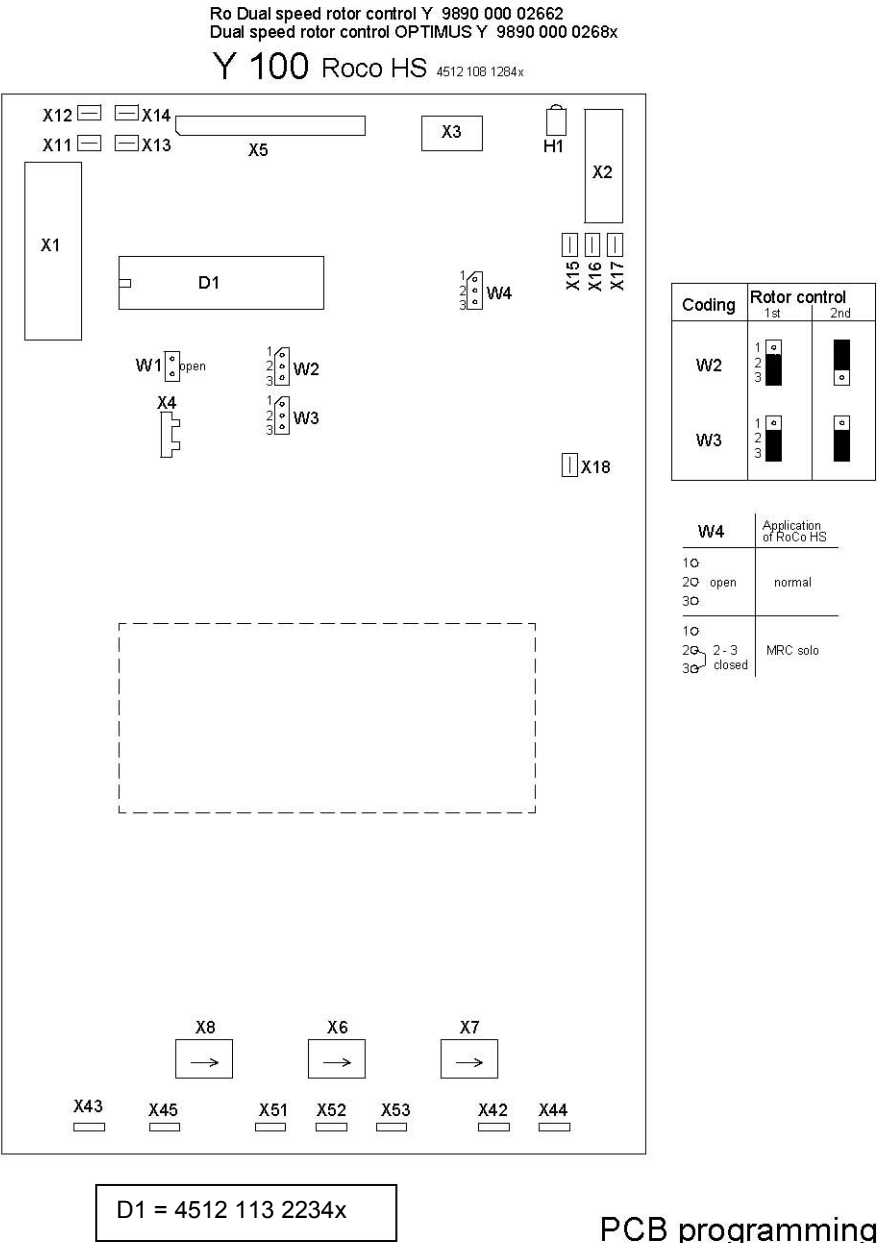 Ro Dual speed rotor control Y 9890 000 02662
Dual speed rotor control OPTIMUS Y 9890 000 0268x
Y 100 Roco HS 4512 108 1284x
X12 X14
X11 X13
X5
X3
H1
X2
X1
D1
X15 X16 X17
1
2
3
W4
W1 open
1
2
3
W2
X4
1
2
3
W3
X18
Coding Rotor control
1st 2nd
W2
1
2
3
W3
1
2
3
W4 Application
of RoCo HS
1
2 open normal
3
1
2 2 - 3 MRC solo
3 closed
X8 X6 X7
X43 X45 X51 X52 X53 X42 X44
D1 = 4512 113 2234x
PCB programming